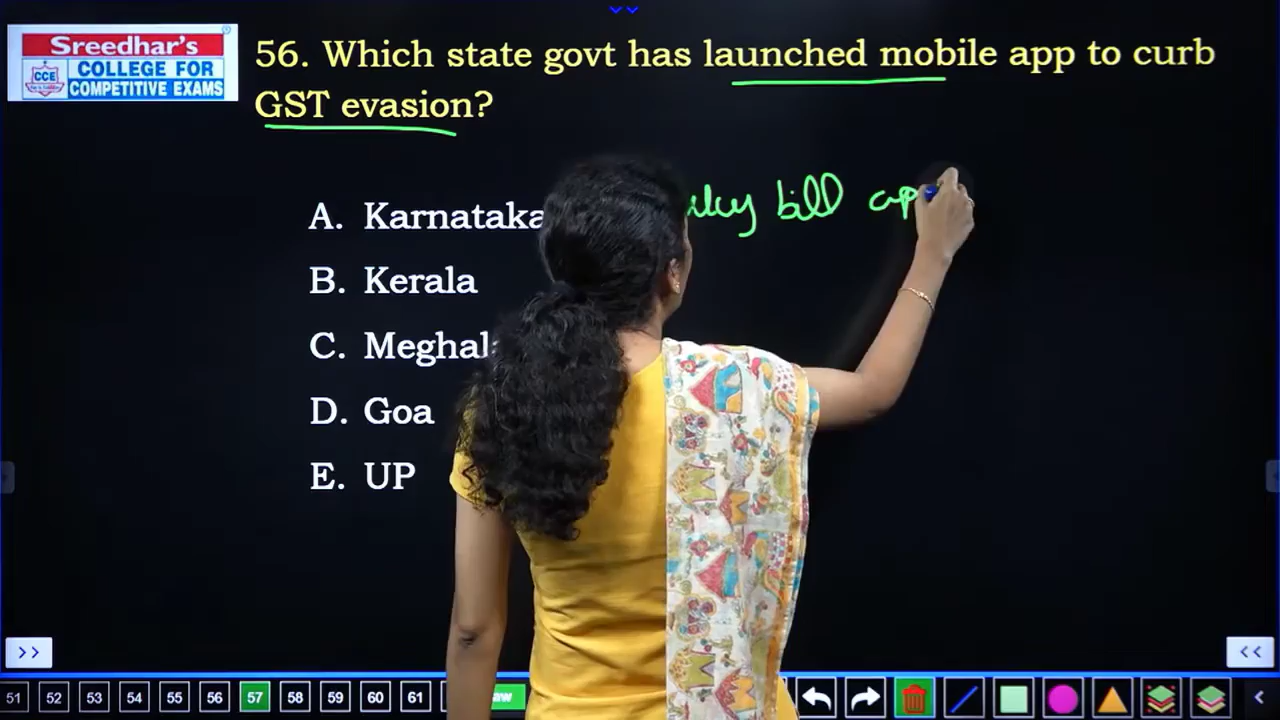 Sreedhar's
CCE
COLLEGE FOR
COMPETITIVE EXAMS
56. Which state govt has launched mobile app to curb
GST evasion?
bill ap
A. Karnataka
B. Kerala
C. Meghal
D. Goa
E. UP
>>
<<
51 52 53 54 55 56 57 58 59 60 61